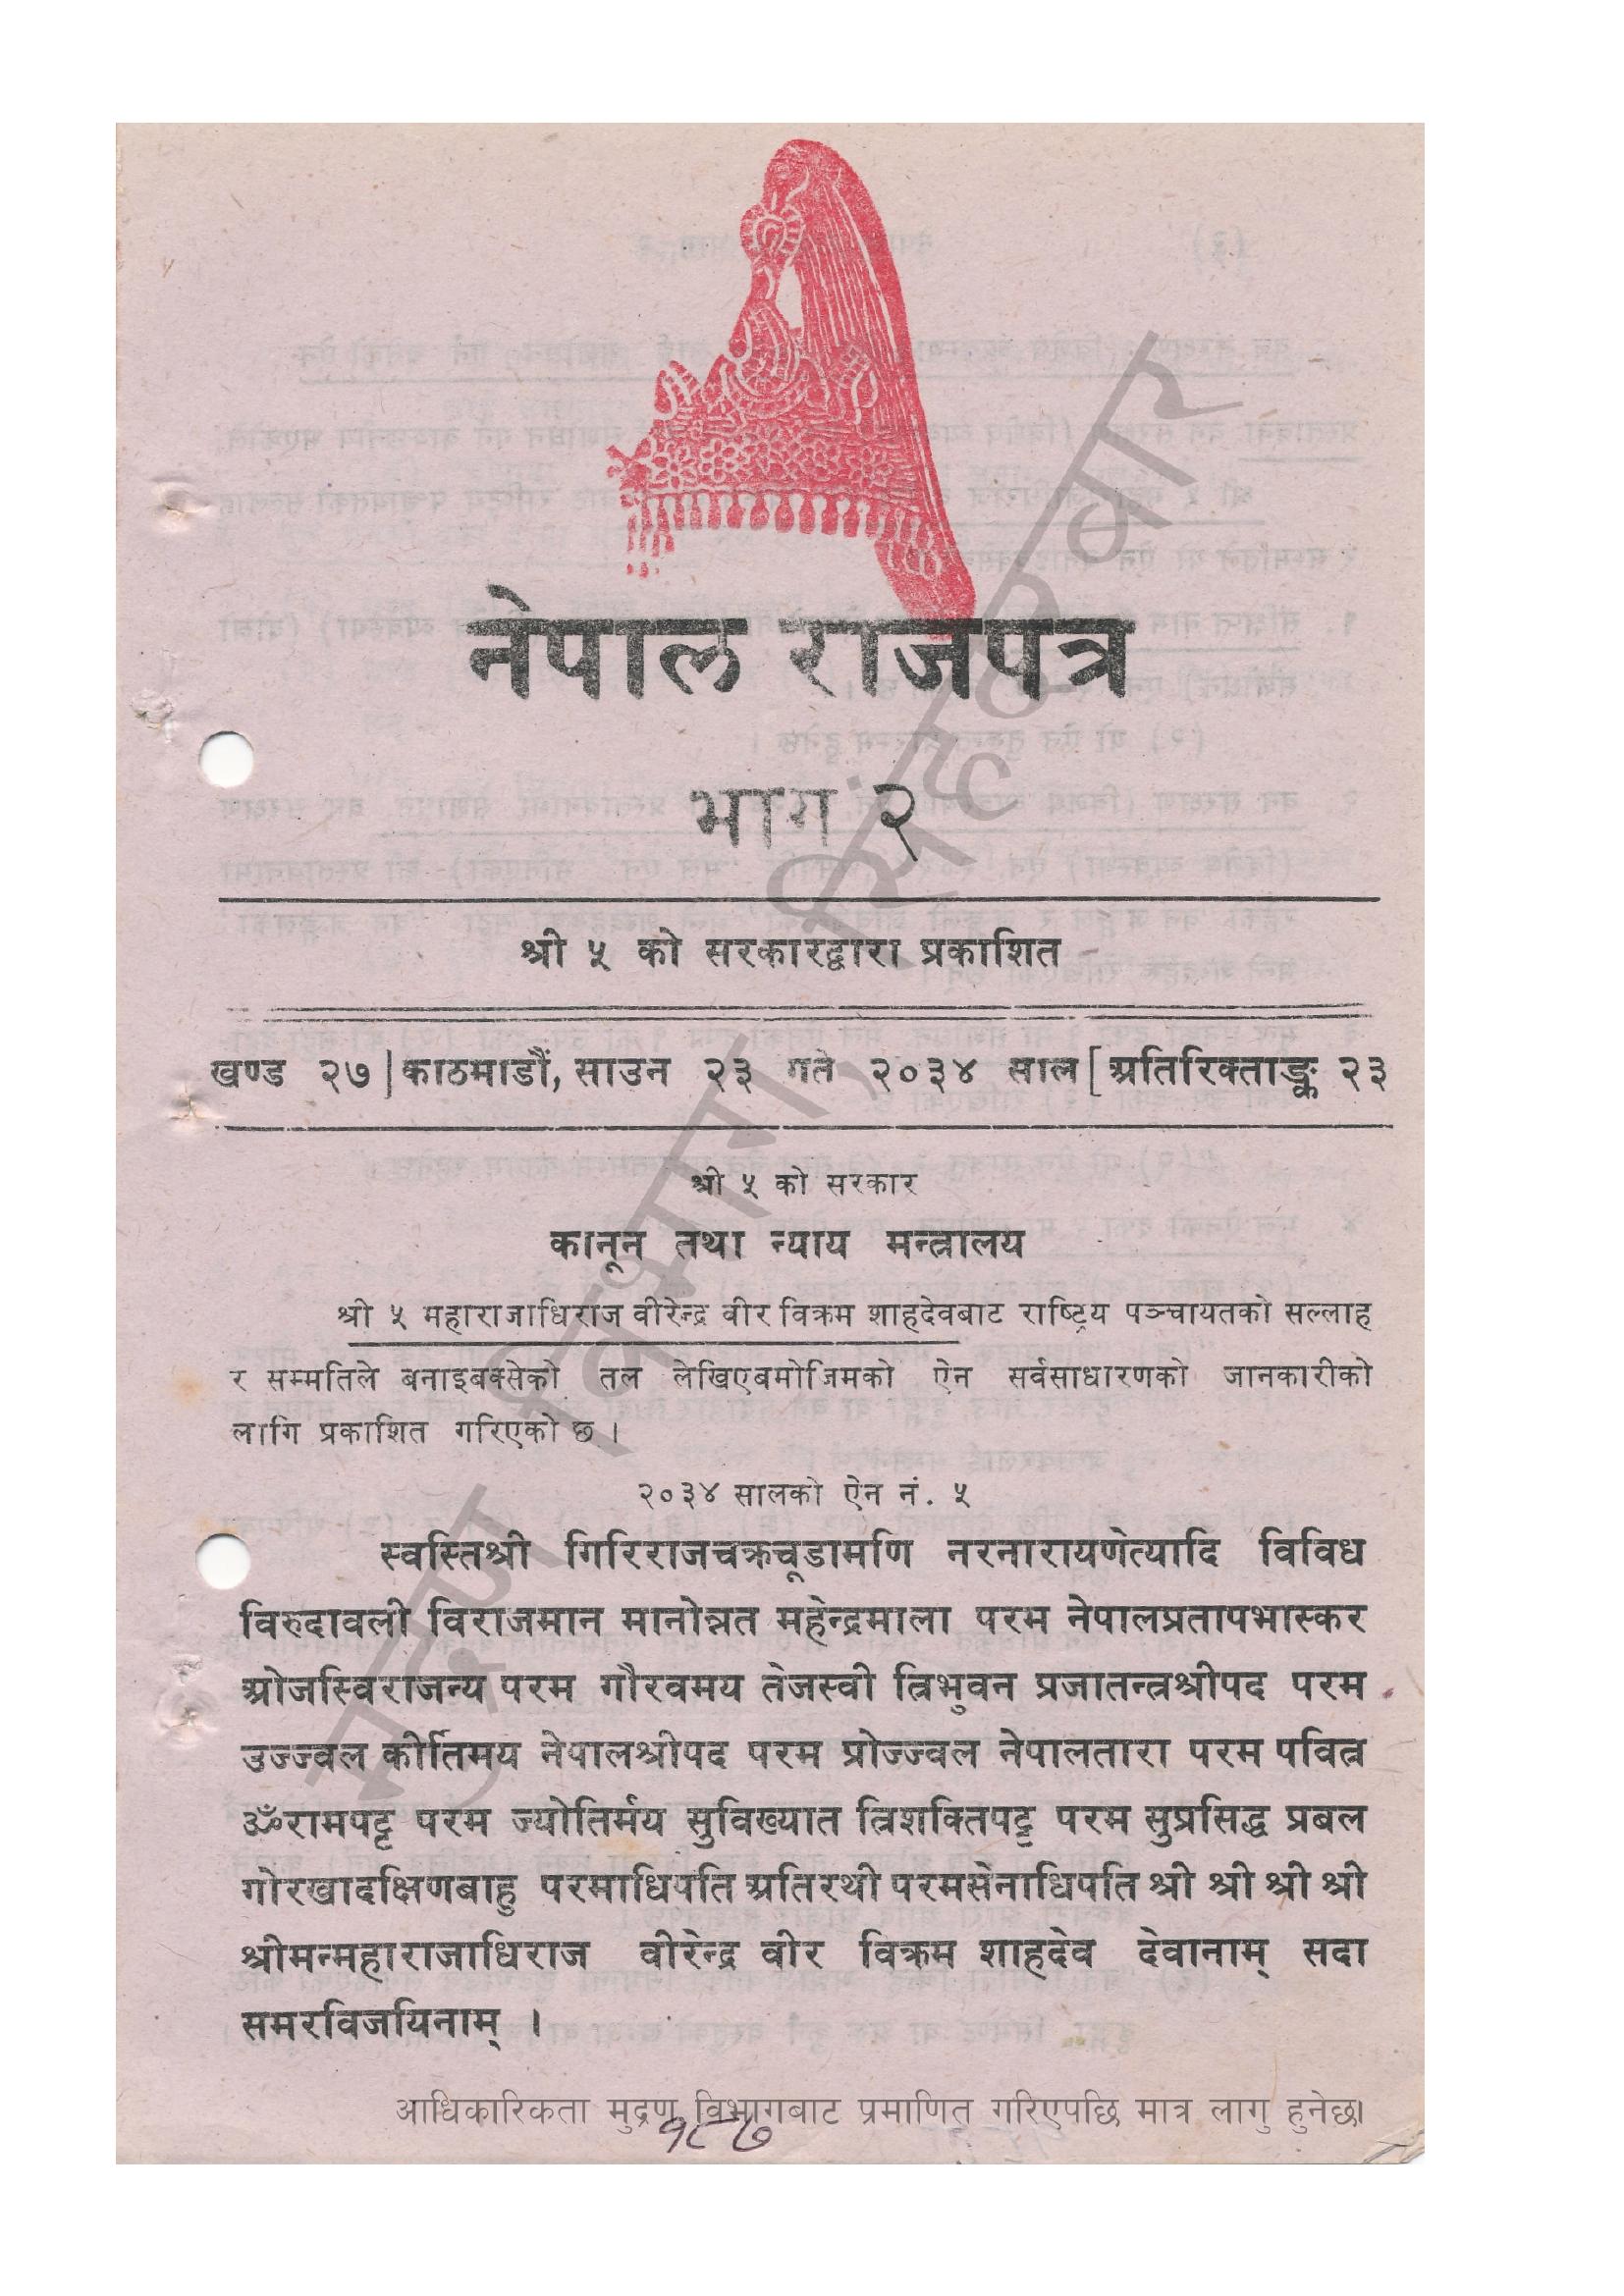 नेपाल राजपत्र
भाग २
श्री ५ को सरकारद्वारा प्रकाशित
खण्ड २७] काठमाडौं, साउन २३ गते २०३४ साल [अतिरिक्ताङ्क २३
श्री ५ को सरकार
कानून तथा न्याय मन्त्रालय
श्री ५ महाराजाधिराज वीरेन्द्र वीर विक्रम शाहदेवबाट राष्ट्रिय पञ्चायतको सल्लाह
र सम्मतिले बनाइबक्सेको तल लेखिएबमोजिमको ऐन सर्वसाधारणको जानकारीको
लागि प्रकाशित गरिएको छ ।
२०३४ सालको ऐन नं. ५
स्वस्तिश्री गिरिराजचक्रचूडामणि नरनारायणेत्यादि विविध
विरुदावली विराजमान मानोन्नत महेन्द्रमाला परम नेपालप्रतापभास्कर
ओजस्विराजन्य परम गौरवमय तेजस्वी त्रिभुवन प्रजातन्त्रश्रीपद परम
उज्ज्वल कीर्तिमय नेपालश्रीपद परम प्रोज्ज्वल नेपालतारा परम पवित्र
ॐरामपट्ट परम ज्योतिर्मय सुविख्यात त्रिशक्तिपट्ट परम सुप्रसिद्ध प्रबल
गोरखादक्षिणबाहु परमाधिपति अतिरथी परमसेनाधिपति श्री श्री श्री श्री
श्रीमन्महाराजाधिराज वीरेन्द्र वीर विक्रम शाहदेव देवानाम् सदा
समरविजयिनाम् ।
आधिकारिकता मुद्रण विभागबाट प्रमाणित गरिएपछि मात्र लागु हुनेछ।
१८७
मुद्रण विभाग, सिंहदरबार